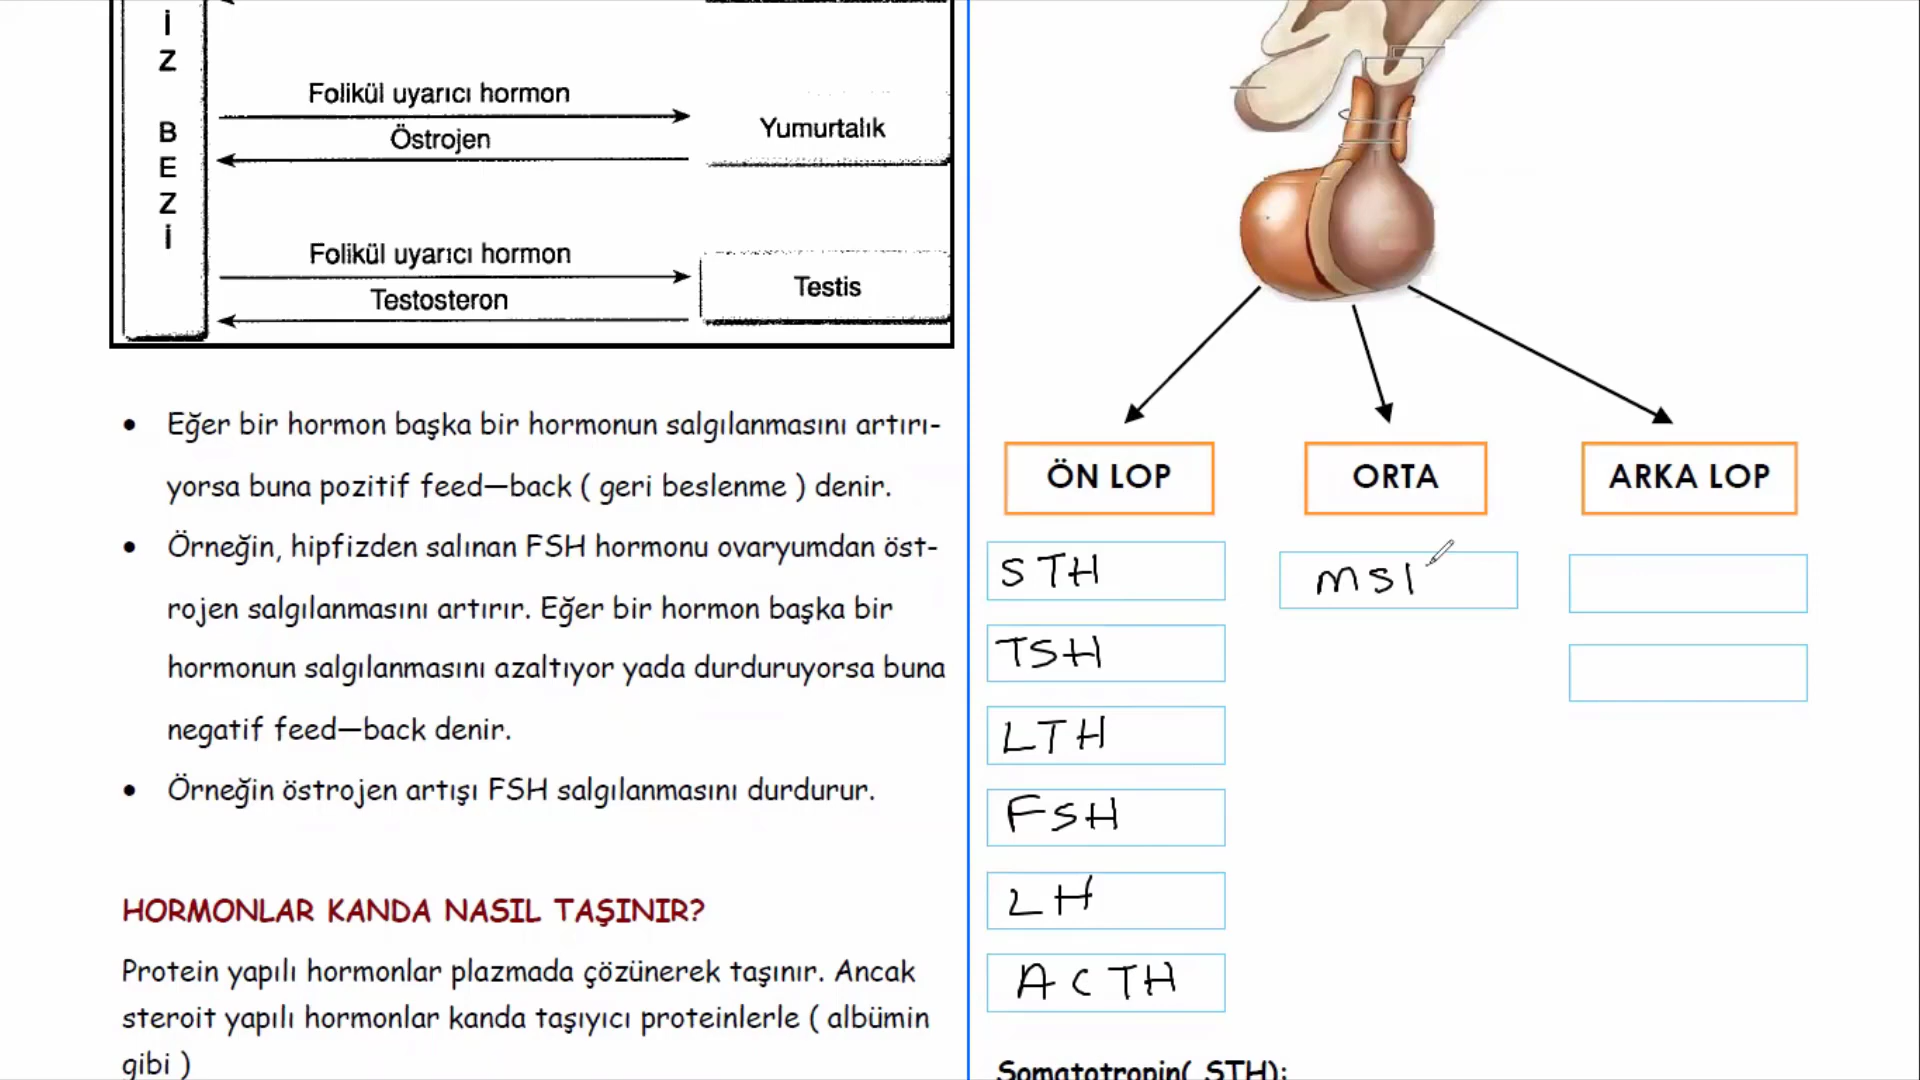 İ
Z
B
E
Z
İ
Folikül uyarıcı hormon
Östrojen
Yumurtalık
Folikül uyarıcı hormon
Testosteron
Testis
• Eğer bir hormon başka bir hormonun salgılanmasını artırı-
yorsa buna pozitif feed—back ( geri beslenme ) denir.
• Örneğin, hipfizden salınan FSH hormonu ovaryumdan öst-
rojen salgılanmasını artırır. Eğer bir hormon başka bir
hormonun salgılanmasını azaltıyor yada durduruyorsa buna
negatif feed—back denir.
• Örneğin östrojen artışı FSH salgılanmasını durdurur.
HORMONLAR KANDA NASIL TAŞINIR?
Protein yapılı hormonlar plazmada çözünerek taşınır. Ancak
steroit yapılı hormonlar kanda taşıyıcı proteinlerle ( albümin
gibi )
ÖN LOP
STH
TSH
LTH
FSH
LH
ACTH
ORTA
MSI
ARKA LOP
Somatotropin( STH):